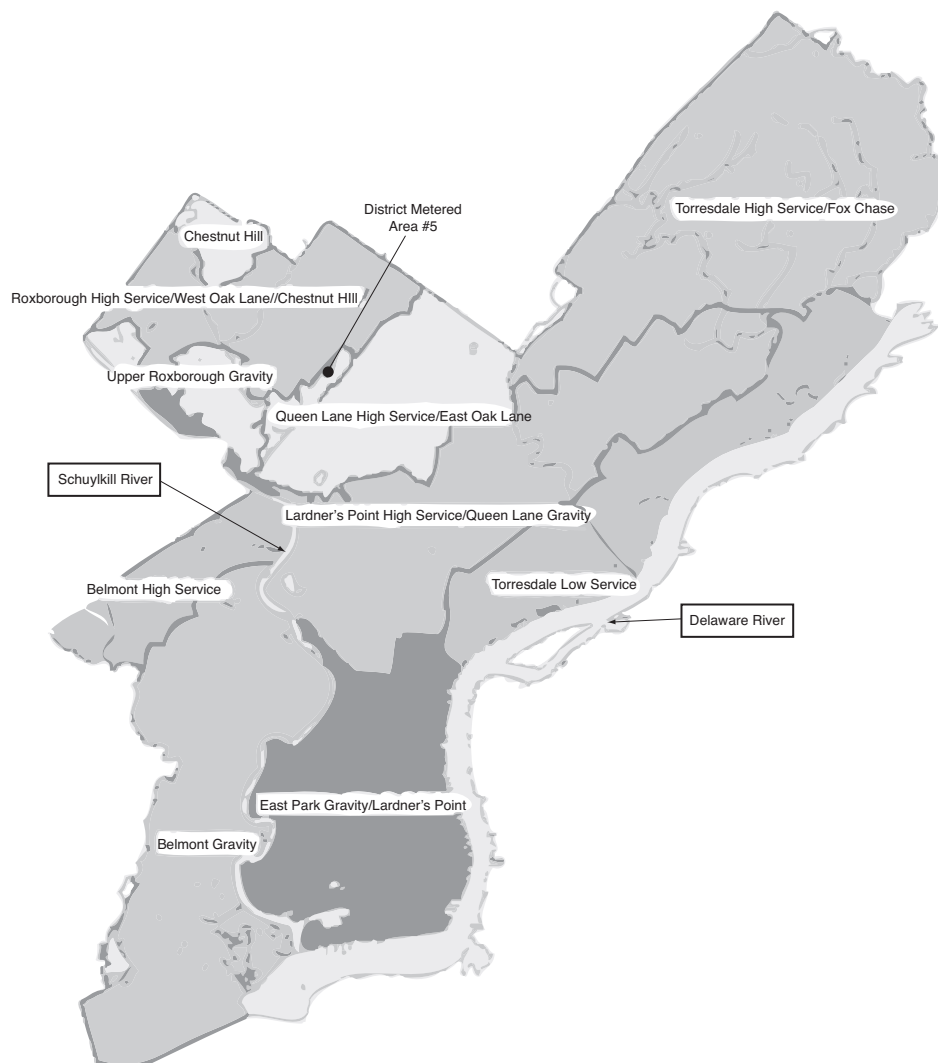 District Metered
Area #5
Torresdale High Service/Fox Chase
Chestnut Hill
Roxborough High Service/West Oak Lane//Chestnut HIll
Upper Roxborough Gravity
Queen Lane High Service/East Oak Lane
Schuylkill River
Lardner's Point High Service/Queen Lane Gravity
Torresdale Low Service
Belmont High Service
Delaware River
East Park Gravity/Lardner's Point
Belmont Gravity